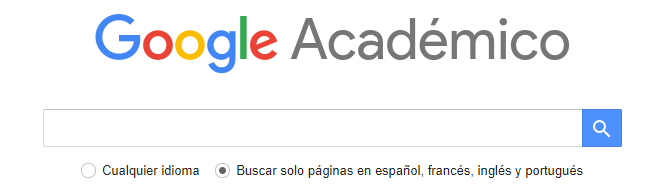 Google Académico
Cualquier idioma
Buscar solo páginas en español, francés, inglés y portugués